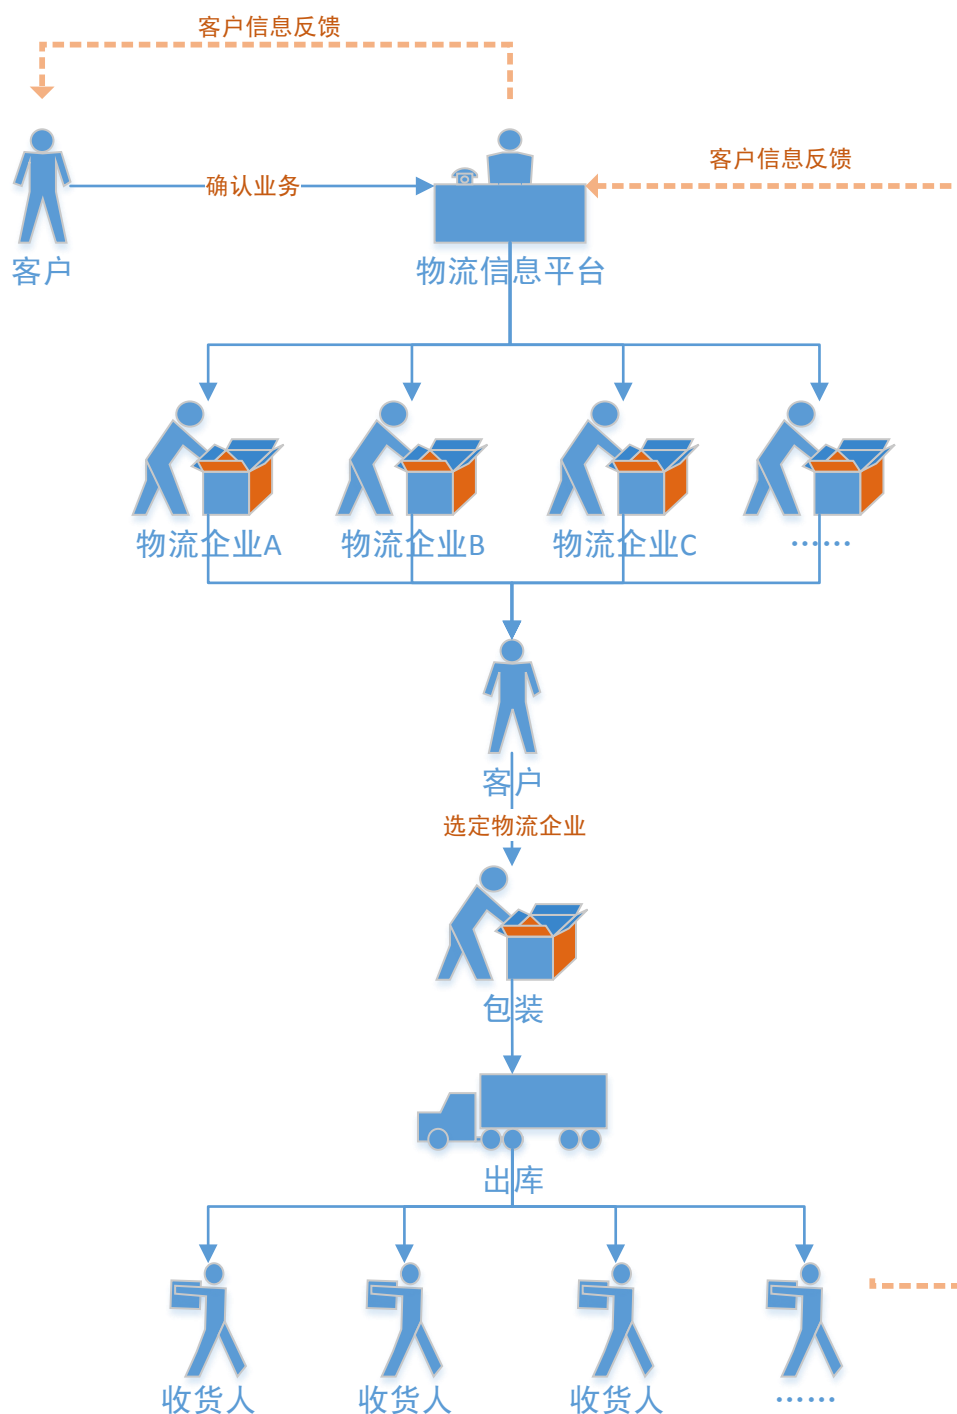 客户信息反馈
客户信息反馈
确认业务
客户
物流信息平台
物流企业A
物流企业B
物流企业C
……
客户
选定物流企业
包装
出库
收货人
收货人
收货人
……